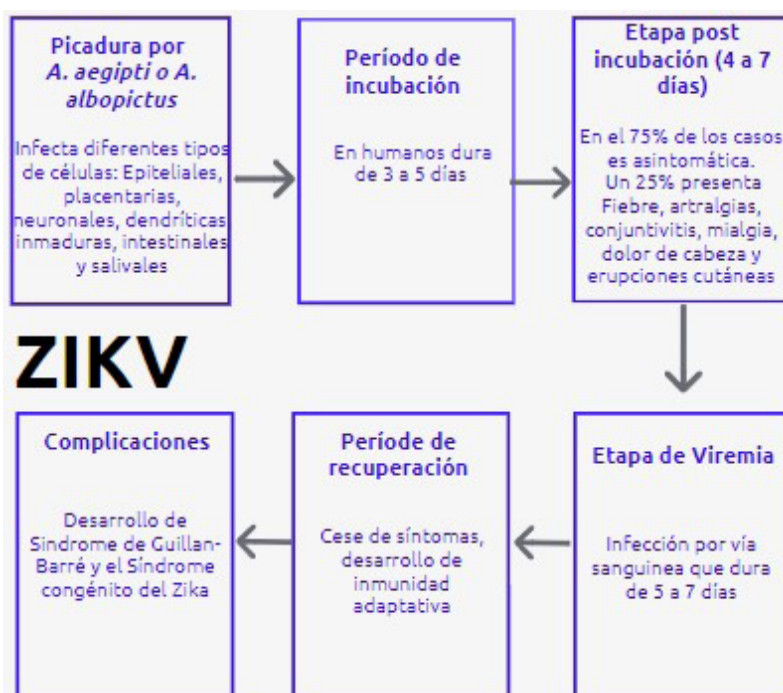 Picadura por
A. aegipti o A.
albopictus
Infecta diferentes tipos
de células: Epiteliales,
placentarias,
neuronales, dendríticas
inmaduras, intestinales
y salivales
Período de
incubación
En humanos dura
de 3 a 5 días
Etapa post
incubación (4 a 7
días)
En el 75% de los casos
es asintomática.
Un 25% presenta
Fiebre, artralgias,
conjuntivitis, mialgia,
dolor de cabeza y
erupciones cutáneas
ZIKV
Etapa de Viremia
Infección por vía
sanguinea que dura
de 5 a 7 días
Període de
recuperación
Cese de síntomas,
desarrollo de
inmunidad
adaptativa
Complicaciones
Desarrollo de
Sindrome de Guillan-
Barré y el Síndrome
congénito del Zika